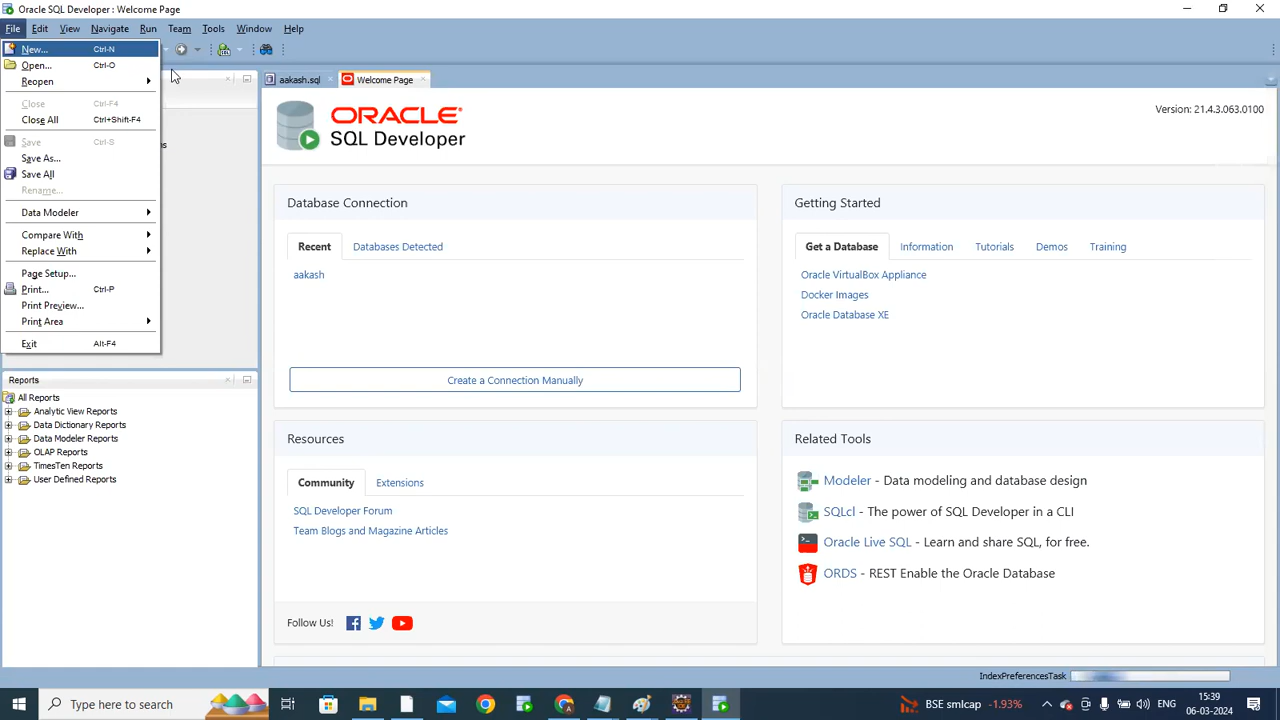 Oracle SQL Developer : Welcome Page
File Edit View Navigate Run Team Tools Window Help
New... Ctrl-N
Open... Ctrl-O
Reopen
Close Ctrl-F4
Close All Ctrl+Shift-F4
Save Ctrl-S
Save As...
Save All
Rename...
Data Modeler
Compare With
Replace With
Page Setup...
Print... Ctrl-P
Print Preview...
Print Area
Exit Alt-F4
Reports
All Reports
Analytic View Reports
Data Dictionary Reports
Data Modeler Reports
OLAP Reports
TimesTen Reports
User Defined Reports
aakash.sql Welcome Page
ORACLE
SQL Developer
Version: 21.4.3.063.0100
Database Connection
Recent Databases Detected
aakash
Create a Connection Manually
Getting Started
Get a Database Information Tutorials Demos Training
Oracle VirtualBox Appliance
Docker Images
Oracle Database XE
Resources
Community Extensions
SQL Developer Forum
Team Blogs and Magazine Articles
Follow Us!
Related Tools
Modeler - Data modeling and database design
SQLcl - The power of SQL Developer in a CLI
Oracle Live SQL - Learn and share SQL, for free.
ORDS - REST Enable the Oracle Database
IndexPreferencesTask
Type here to search
BSE smlcap -1.93%
ENG
15:39
06-03-2024